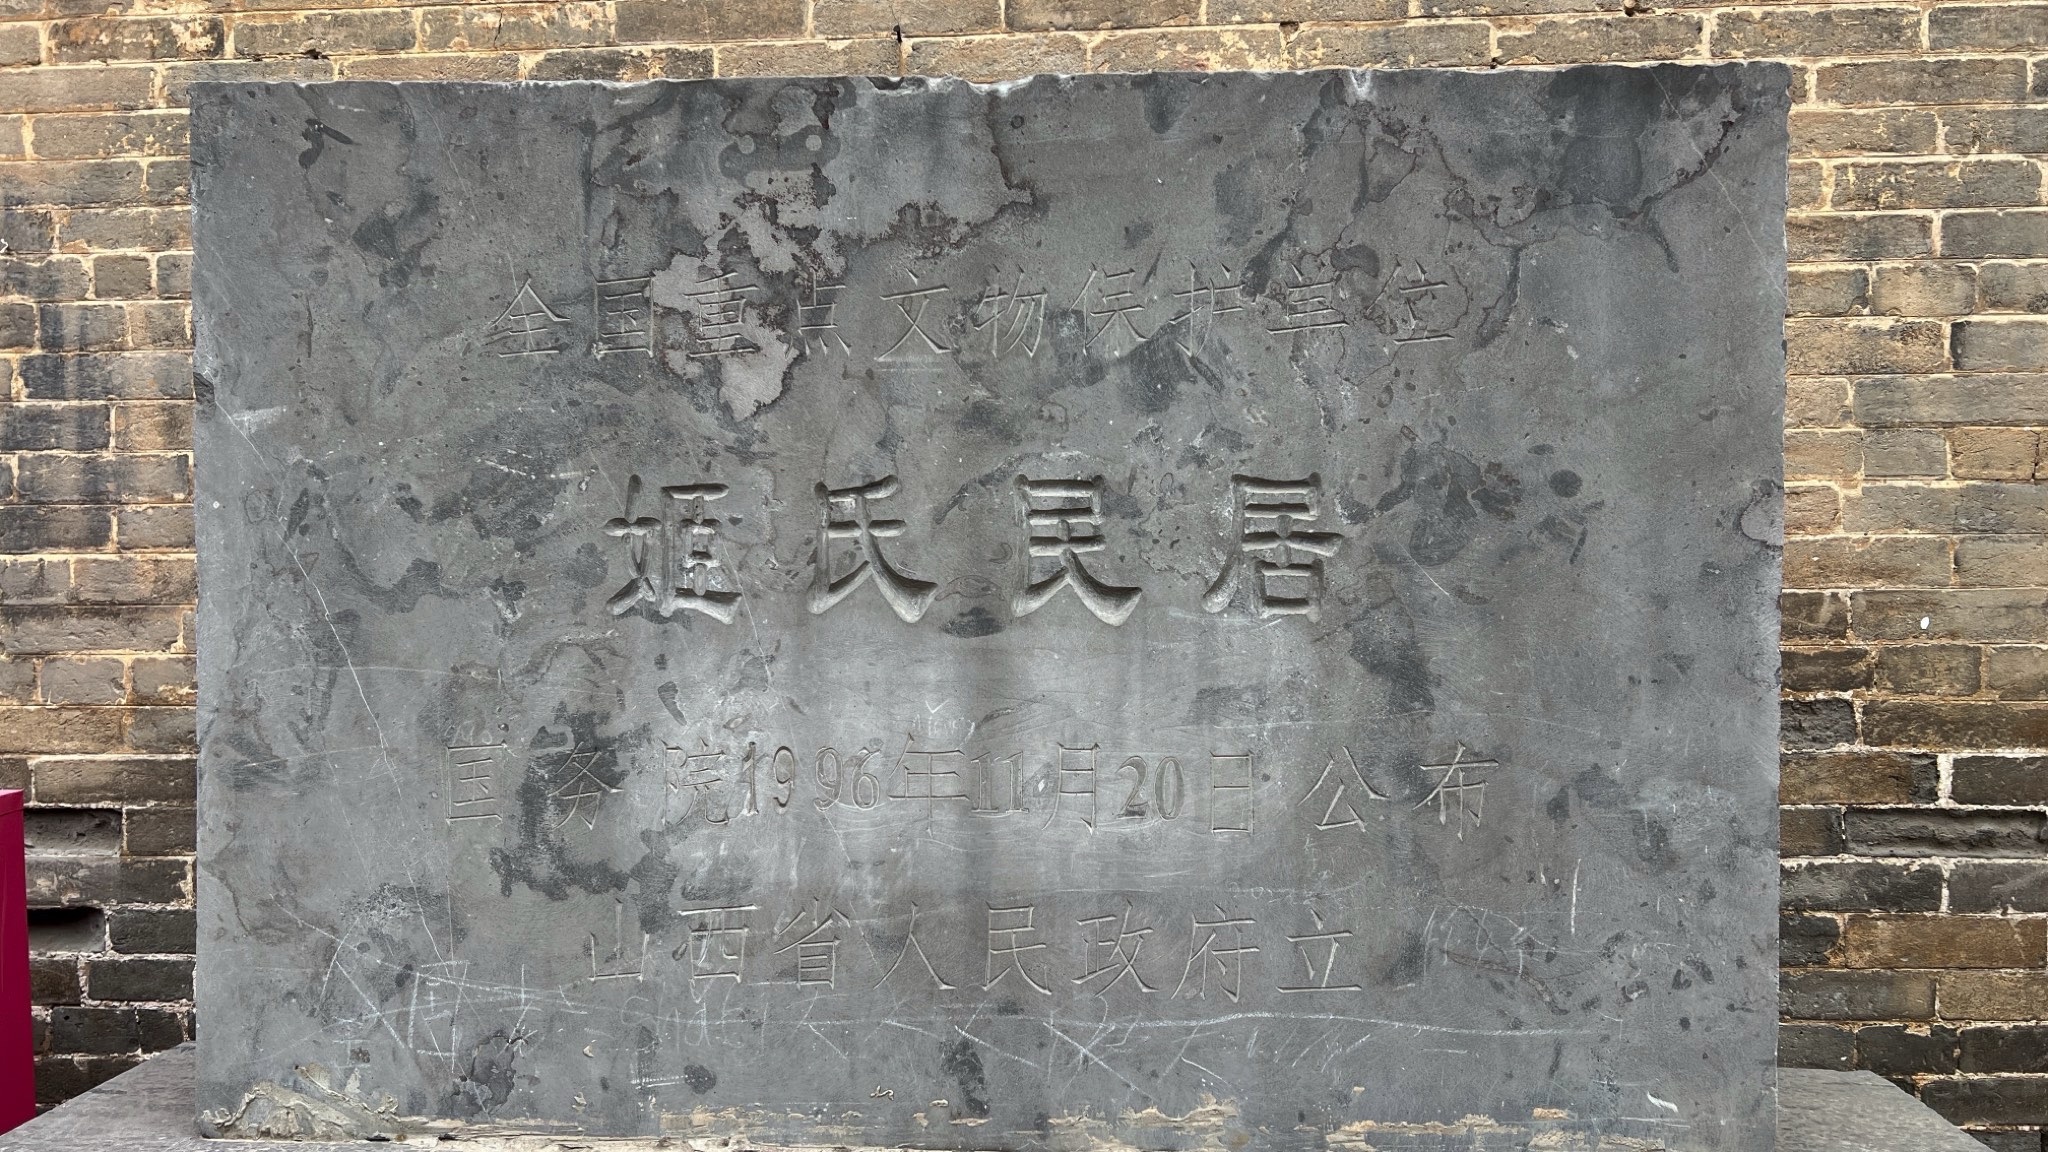 全国重点文物保护单位
姬氏民居
国务院1996年11月20日公布
山西省人民政府立